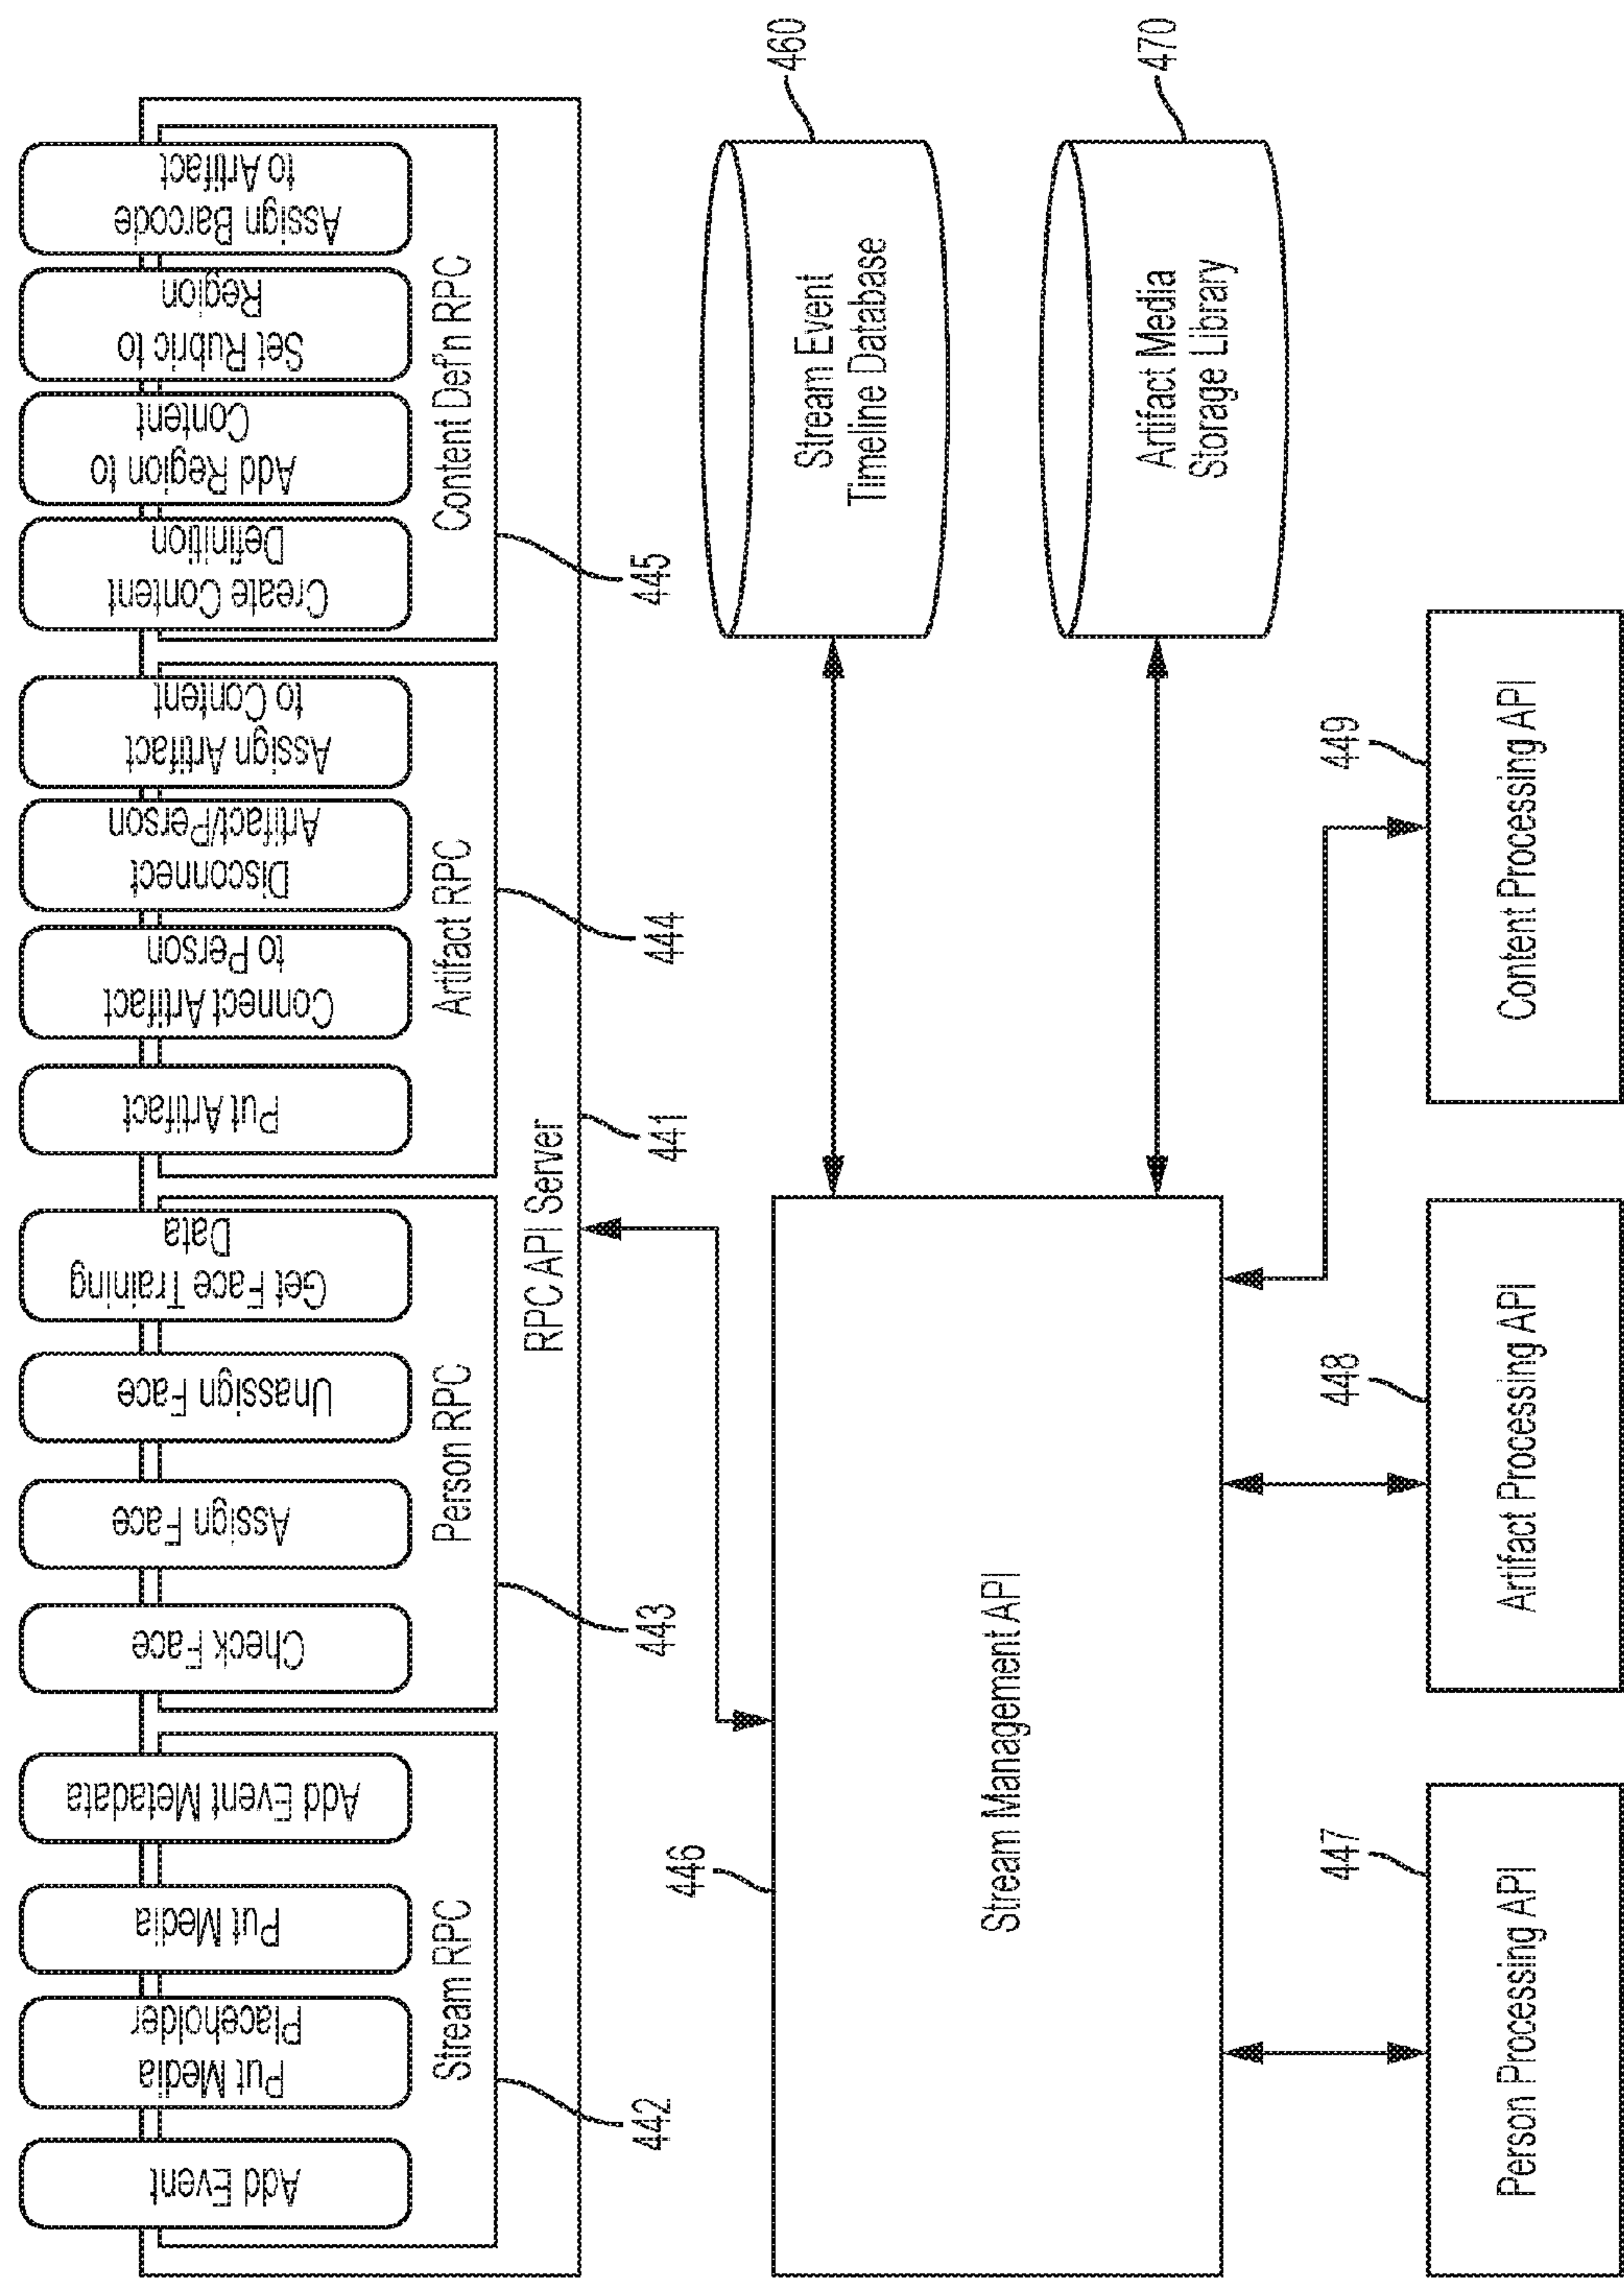 Add Event
Put Media
Placeholder
Put Media
Add Event Metadata
Stream RPC
442
Check Face
Assign Face
Unassign Face
Get Face Training
Data
Person RPC
443
Put Artifact
Connect Artifact
to Person
Disconnect
Artifact/Person
Assign Artifact
to Content
Artifact RPC
444
Create Content
Definition
Add Region to
Content
Set Rubric to
Region
Assign Barcode
to Artifact
Content Def'n RPC
445
RPC API Server
441
446
Stream Management API
Stream Event
Timeline Database
460
Artifact Media
Storage Library
470
447
Person Processing API
448
Artifact Processing API
449
Content Processing API